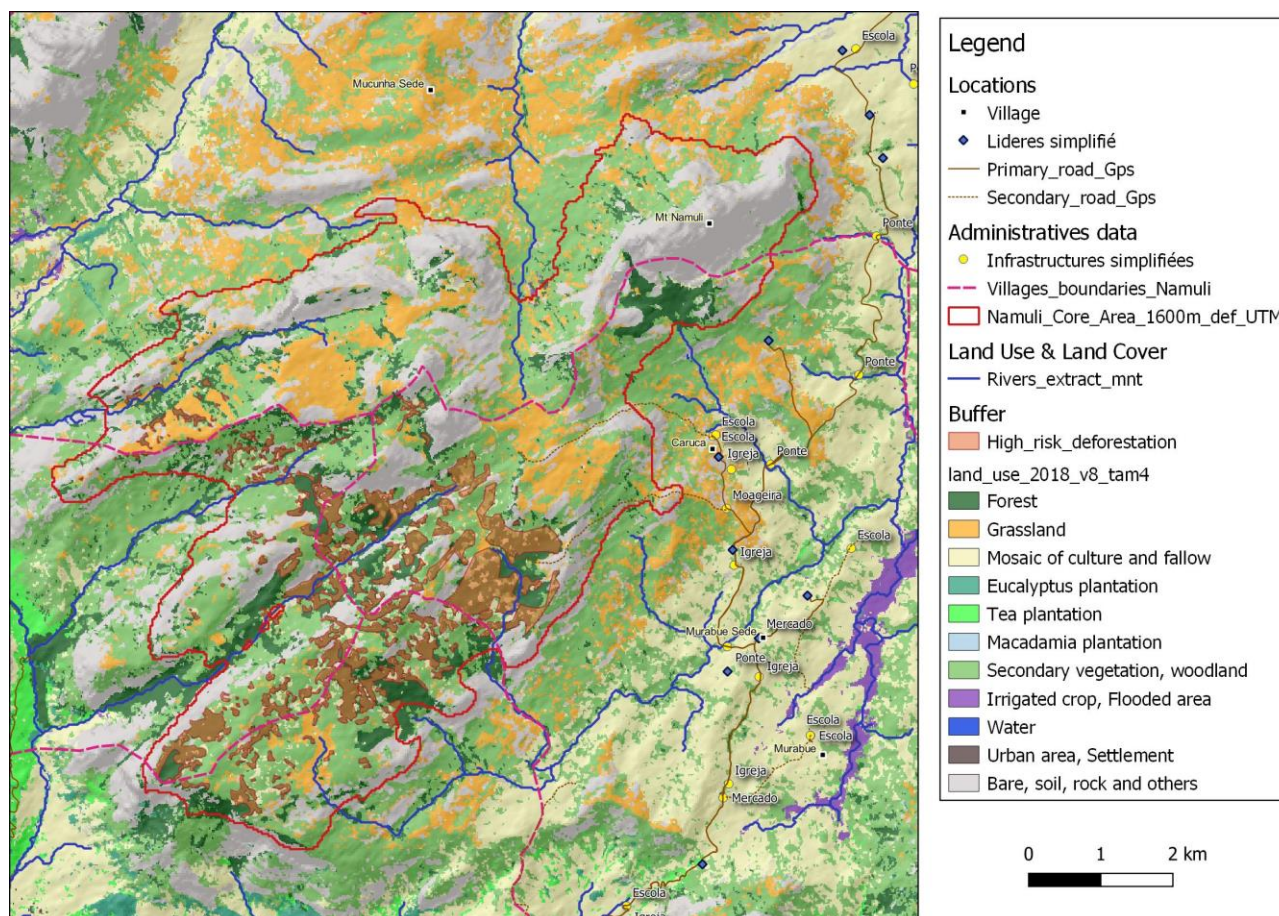 Escola
Mucunha Sede
P
Mt Namuli
Ponte
Ponte
Escola
Escola
Caruca
Igreja
Ponte
Moageira
Escola
Igreja
Murabue Sede
Mercado
Ponte
Igreja
Escola
Escola
Murabue
Igreja
Mercado
Escola
Igreja
Legend
Locations
Village
Lideres simplifié
Primary_road_Gps
Secondary_road_Gps
Administratives data
Infrastructures simplifiées
Villages_boundaries_Namuli
Namuli_Core_Area_1600m_def_UTM
Land Use & Land Cover
Rivers_extract_mnt
Buffer
High_risk_deforestation
land_use_2018_v8_tam4
Forest
Grassland
Mosaic of culture and fallow
Eucalyptus plantation
Tea plantation
Macadamia plantation
Secondary vegetation, woodland
Irrigated crop, Flooded area
Water
Urban area, Settlement
Bare, soil, rock and others
0 1 2 km